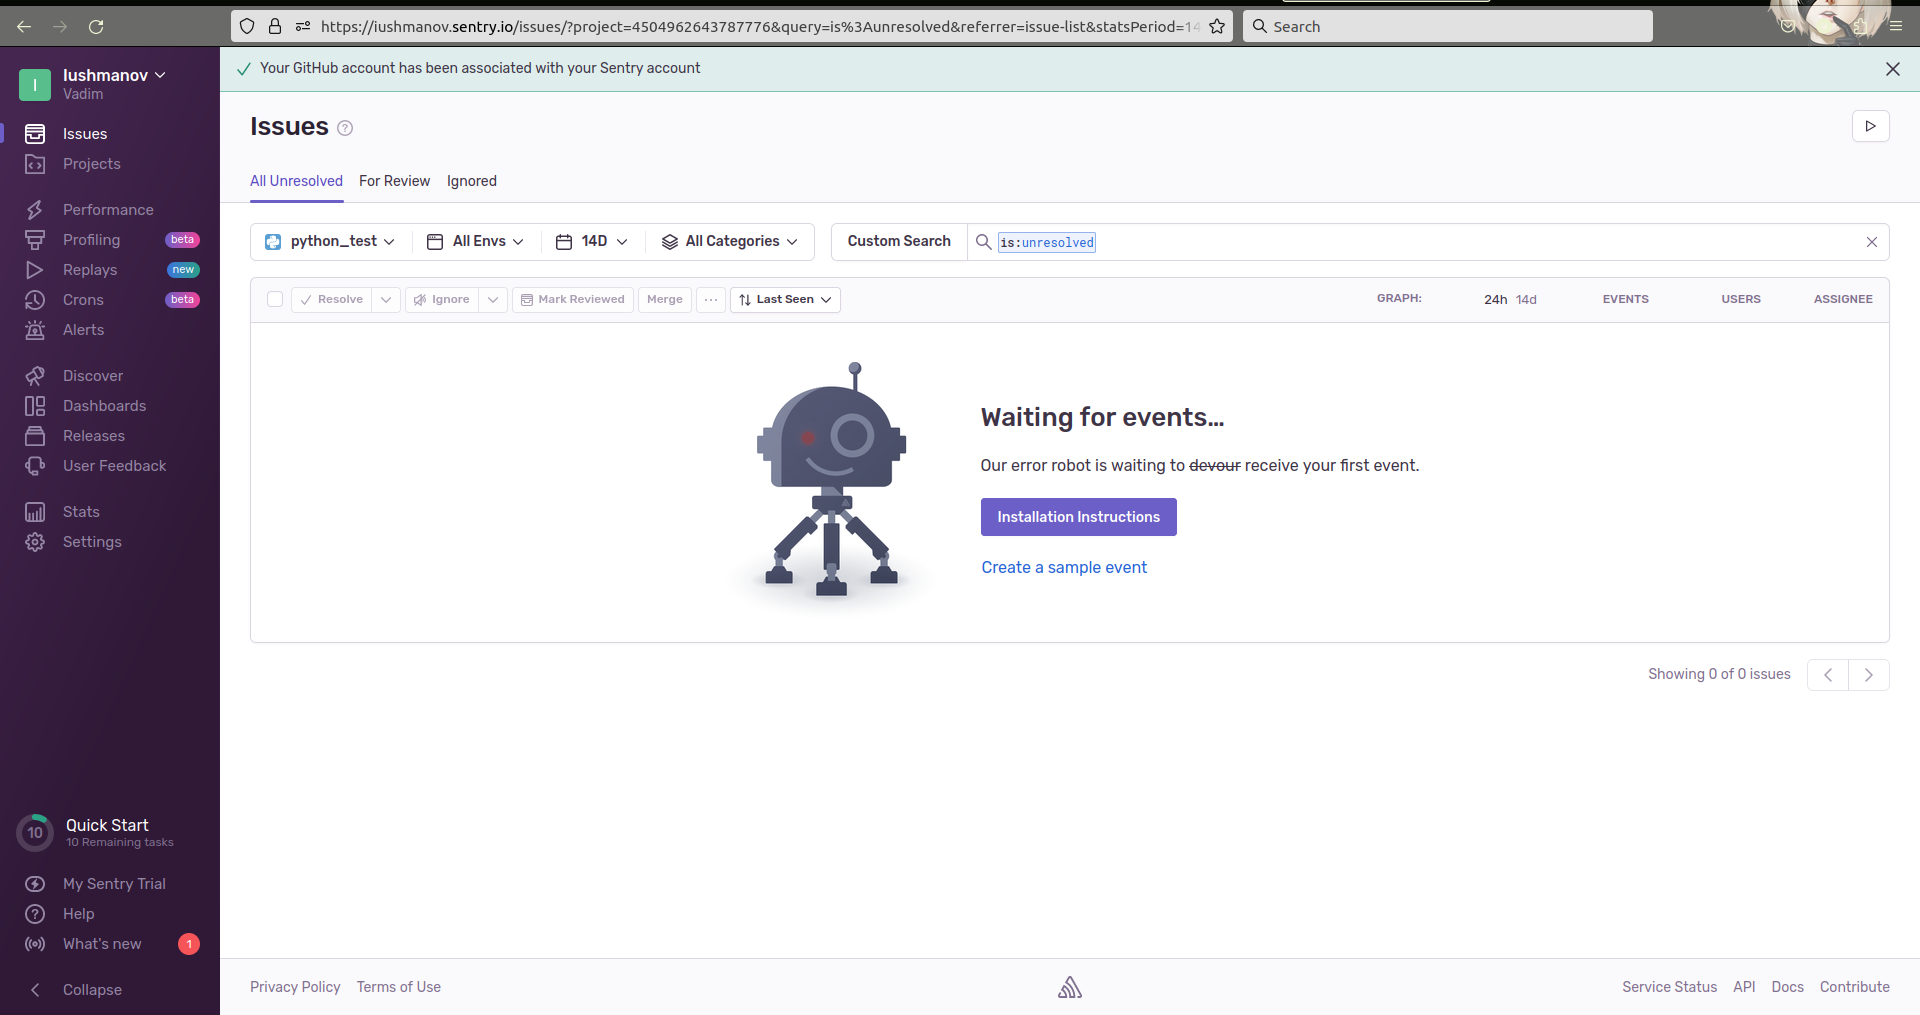 https://iushmanov.sentry.io/issues/?project=4504962643787776&query=is%3Aunresolved&referrer=issue-list&statsPeriod=14
Search
I
Iushmanov
Vadim
Your GitHub account has been associated with your Sentry account
Issues
Projects
Performance
Profiling beta
Replays new
Crons beta
Alerts
Discover
Dashboards
Releases
User Feedback
Stats
Settings
10
Quick Start
10 Remaining tasks
My Sentry Trial
Help
What's new 1
Collapse
Issues ?
All Unresolved For Review Ignored
python_test All Envs 14D All Categories Custom Search is:unresolved
Resolve Ignore Mark Reviewed Merge ... Last Seen GRAPH: 24h 14d EVENTS USERS ASSIGNEE
Waiting for events…
Our error robot is waiting to devour receive your first event.
Installation Instructions
Create a sample event
Showing 0 of 0 issues
Privacy Policy Terms of Use Service Status API Docs Contribute